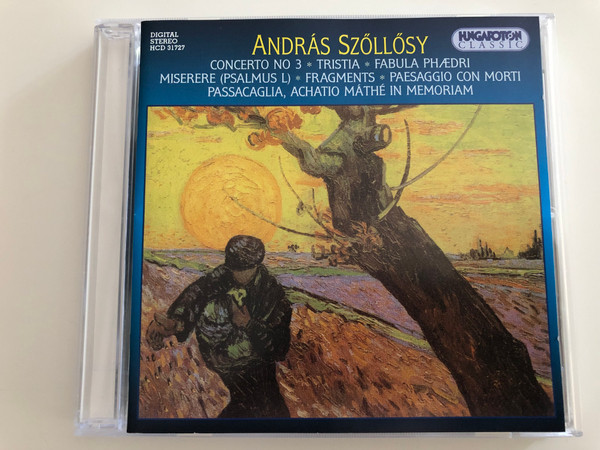 DIGITAL
STEREO
HCD 31727
ANDRÁS SZŐLLŐSY
HUNGAROTON
CLASSIC
CONCERTO NO 3 * TRISTIA * FABULA PHÆDRI
MISERERE (PSALMUS L) * FRAGMENTS * PAESAGGIO CON MORTI
PASSACAGLIA, ACHATIO MÁTHÉ IN MEMORIAM